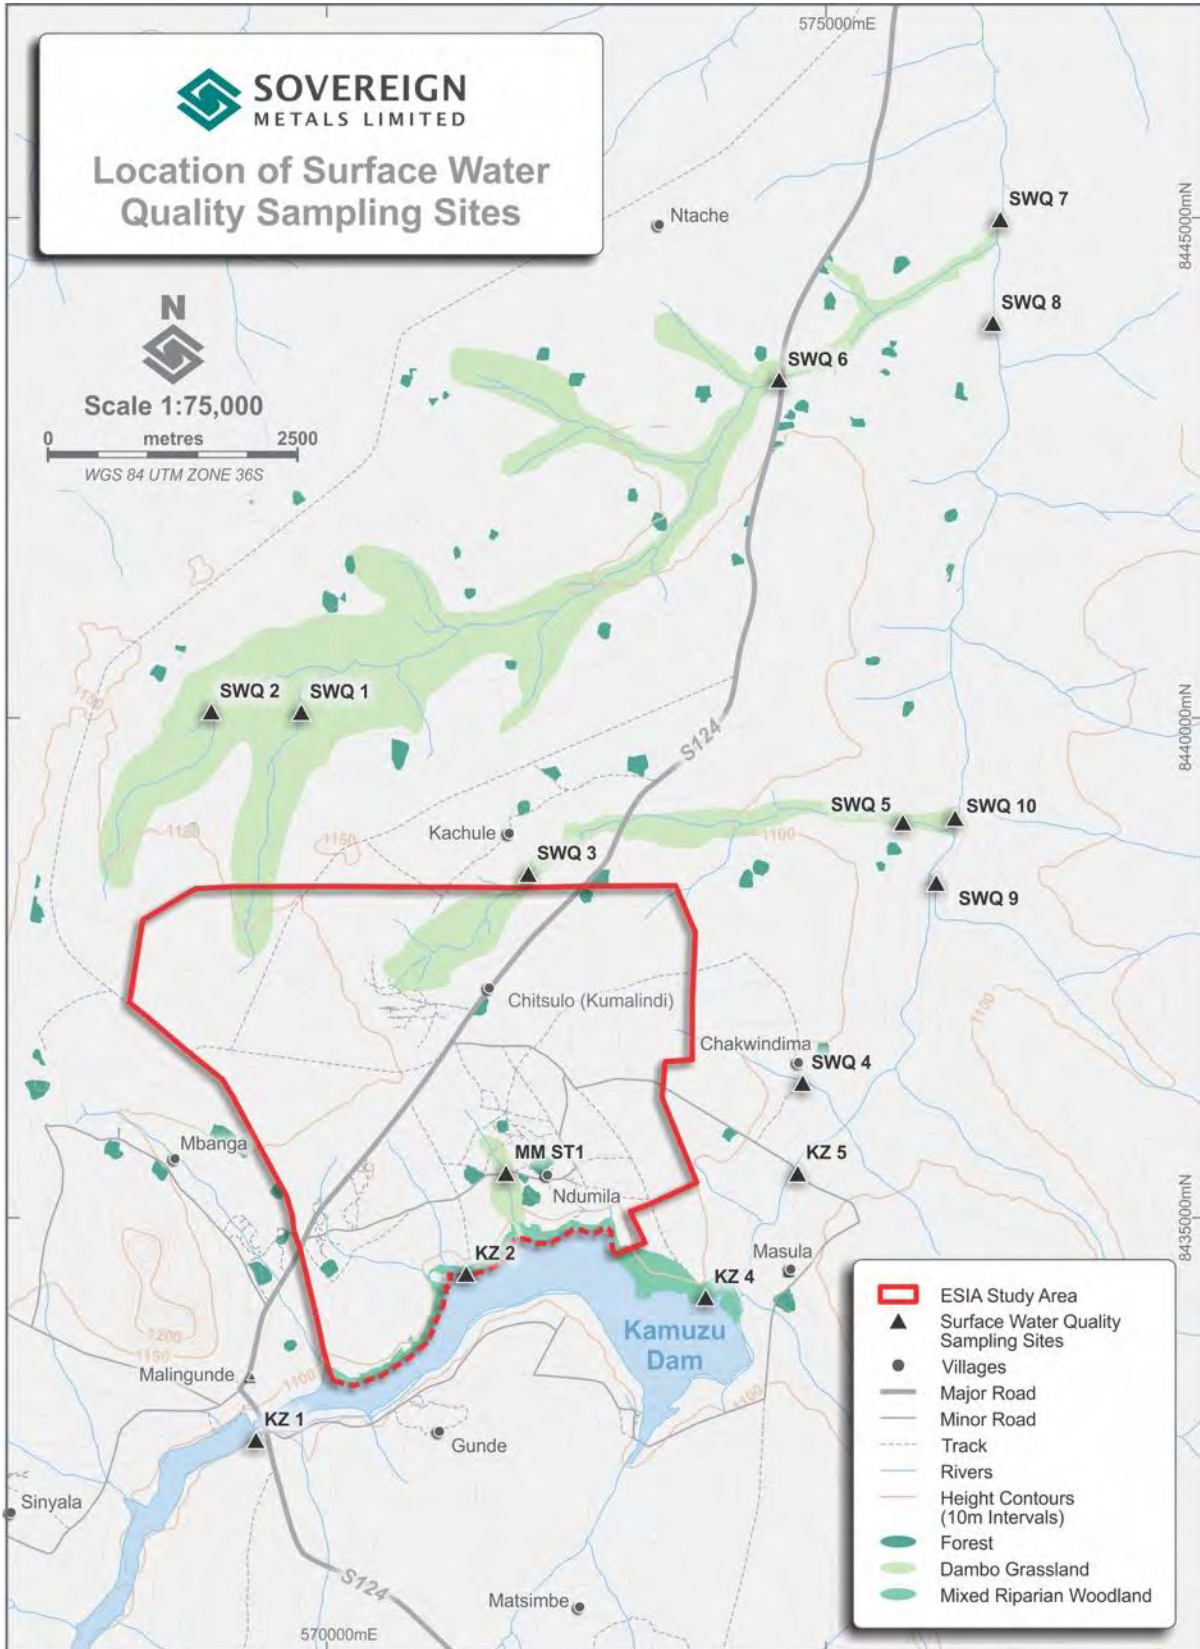 575000mE
SOVEREIGN
METALS LIMITED
Location of Surface Water
Quality Sampling Sites
SWQ 7
Ntache
8445000mN
N
SWQ 8
SWQ 6
Scale 1:75,000
0 metres 2500
WGS 84 UTM ZONE 36S
1150
SWQ 2
SWQ 1
S124
8440000mN
1150
1150
Kachule
SWQ 5
SWQ 10
1100
SWQ 3
SWQ 9
Chitsulo (Kumalindi)
1100
Chakwindima
SWQ 4
Mbanga
MM ST1
KZ 5
Ndumila
8435000mN
KZ 2
Masula
KZ 4
1200
1150
Kamuzu
Dam
Malingunde
1100
1100
KZ 1
Gunde
Sinyala
S124
Matsimbe
570000mE
ESIA Study Area
Surface Water Quality
Sampling Sites
Villages
Major Road
Minor Road
Track
Rivers
Height Contours
(10m Intervals)
Forest
Dambo Grassland
Mixed Riparian Woodland